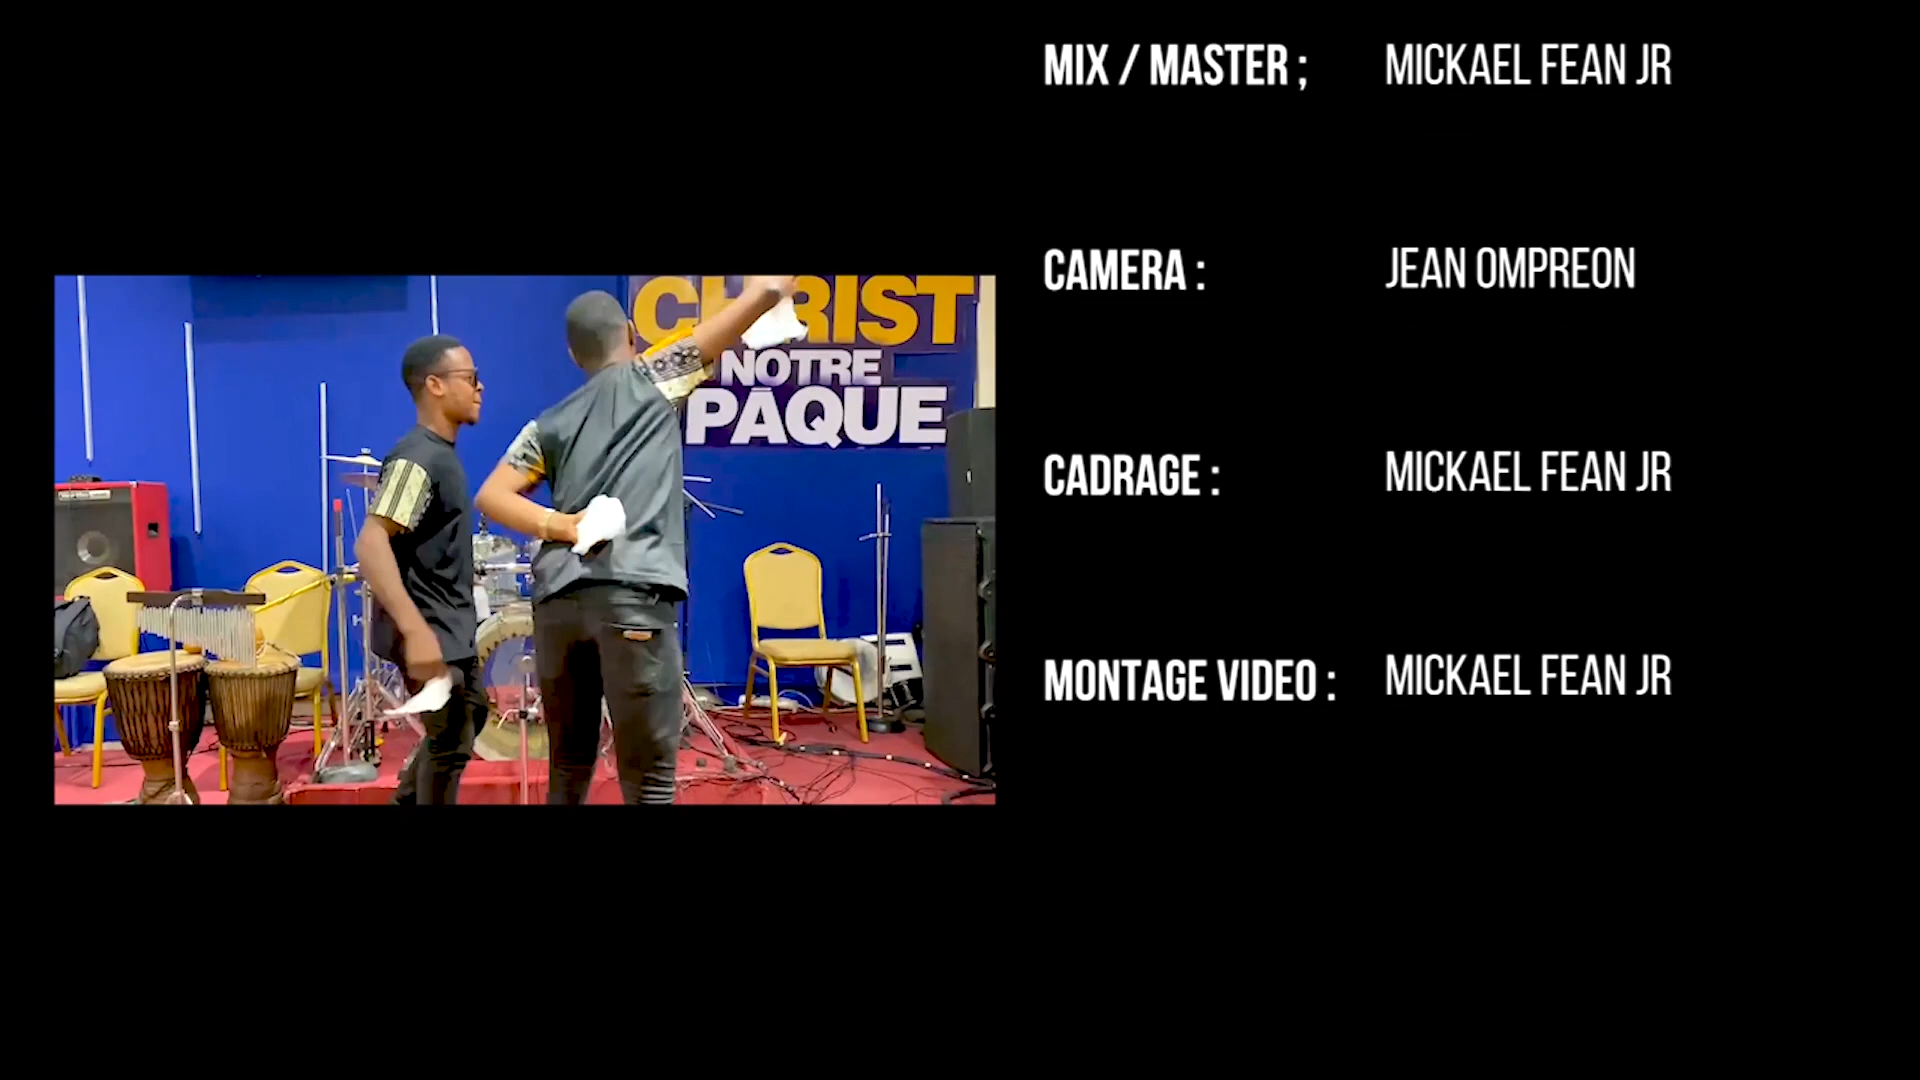 MIX / MASTER ; MICKAEL FEAN JR
CAMERA : JEAN OMPREON
CADRAGE : MICKAEL FEAN JR
MONTAGE VIDEO : MICKAEL FEAN JR
CHRIST
NOTRE
PÂQUE